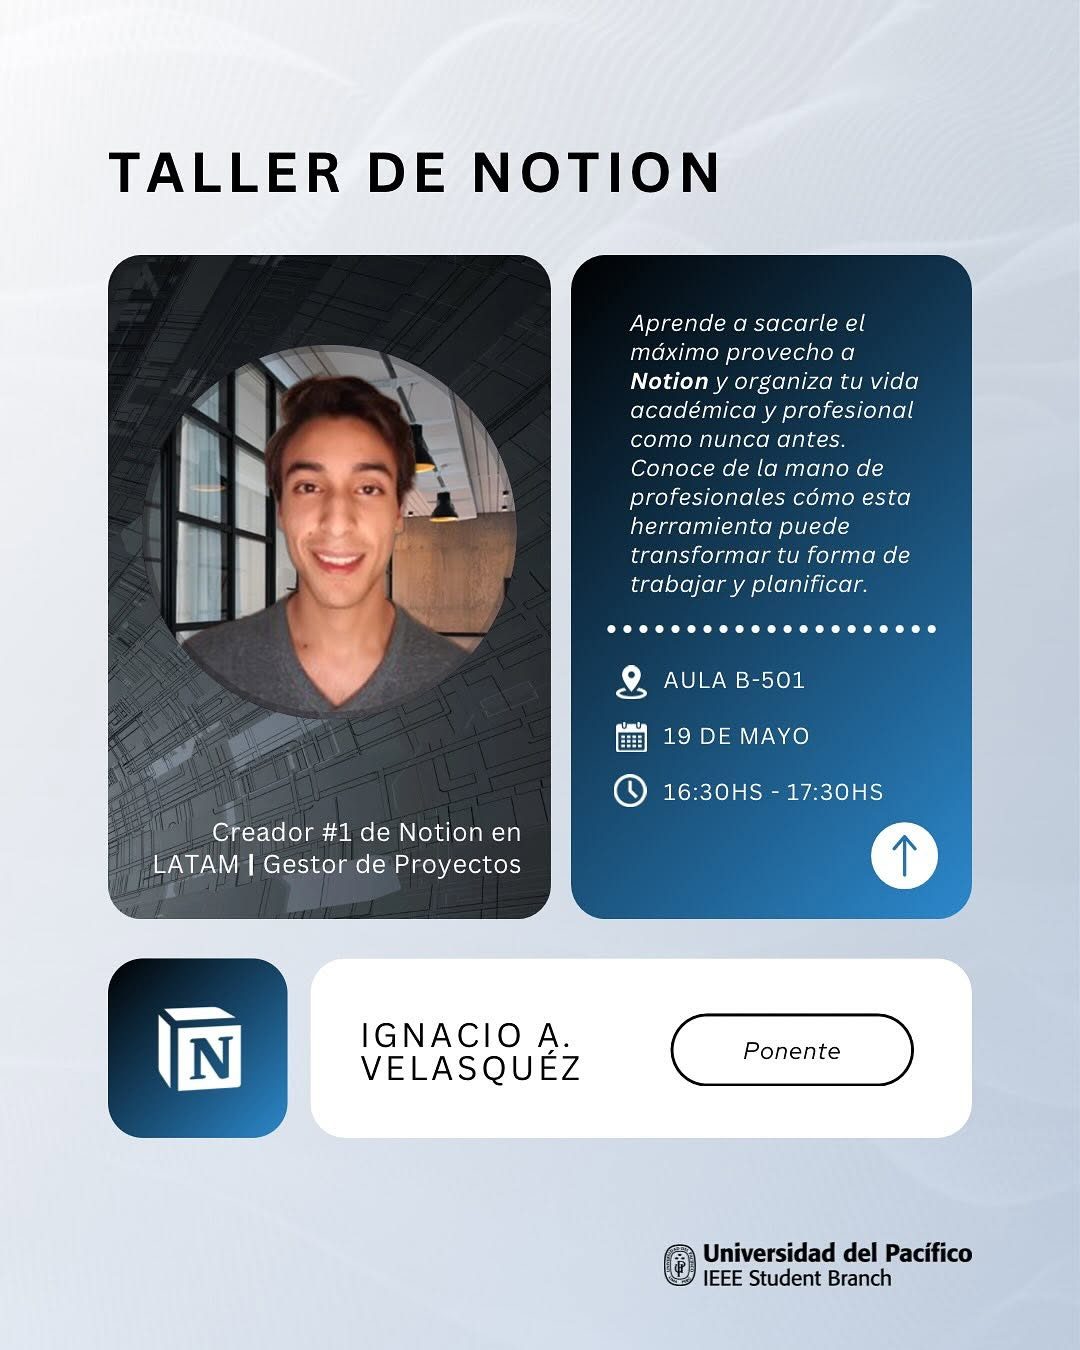 TALLER DE NOTION
Creador #1 de Notion en
LATAM | Gestor de Proyectos
Aprende a sacarle el
máximo provecho a
Notion y organiza tu vida
académica y profesional
como nunca antes.
Conoce de la mano de
profesionales cómo esta
herramienta puede
transformar tu forma de
trabajar y planificar.
AULA B-501
19 DE MAYO
16:30HS - 17:30HS
N
IGNACIO A.
VELASQUÉZ
Ponente
Universidad del Pacífico
IEEE Student Branch